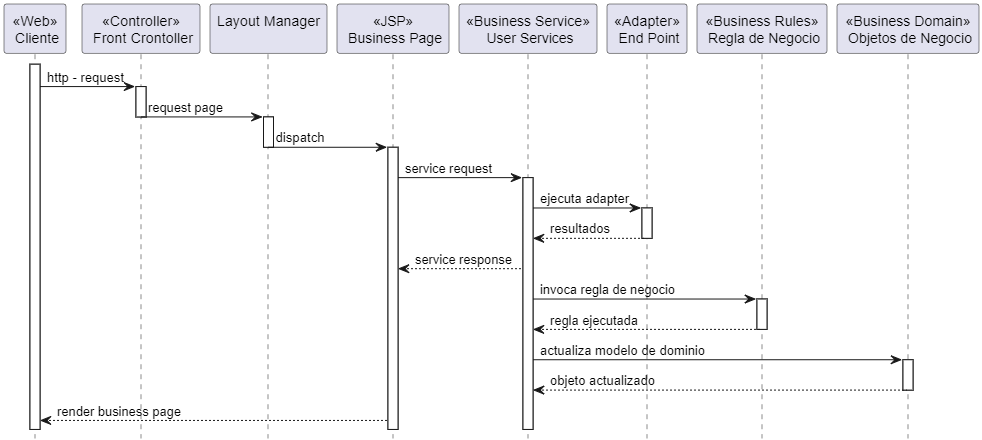 «Web»
Cliente
«Controller»
Front Crontoller
Layout Manager
«JSP»
Business Page
«Business Service»
User Services
«Adapter»
End Point
«Business Rules»
Regla de Negocio
«Business Domain»
Objetos de Negocio
http - request
request page
dispatch
service request
ejecuta adapter
resultados
service response
invoca regla de negocio
regla ejecutada
actualiza modelo de dominio
objeto actualizado
render business page